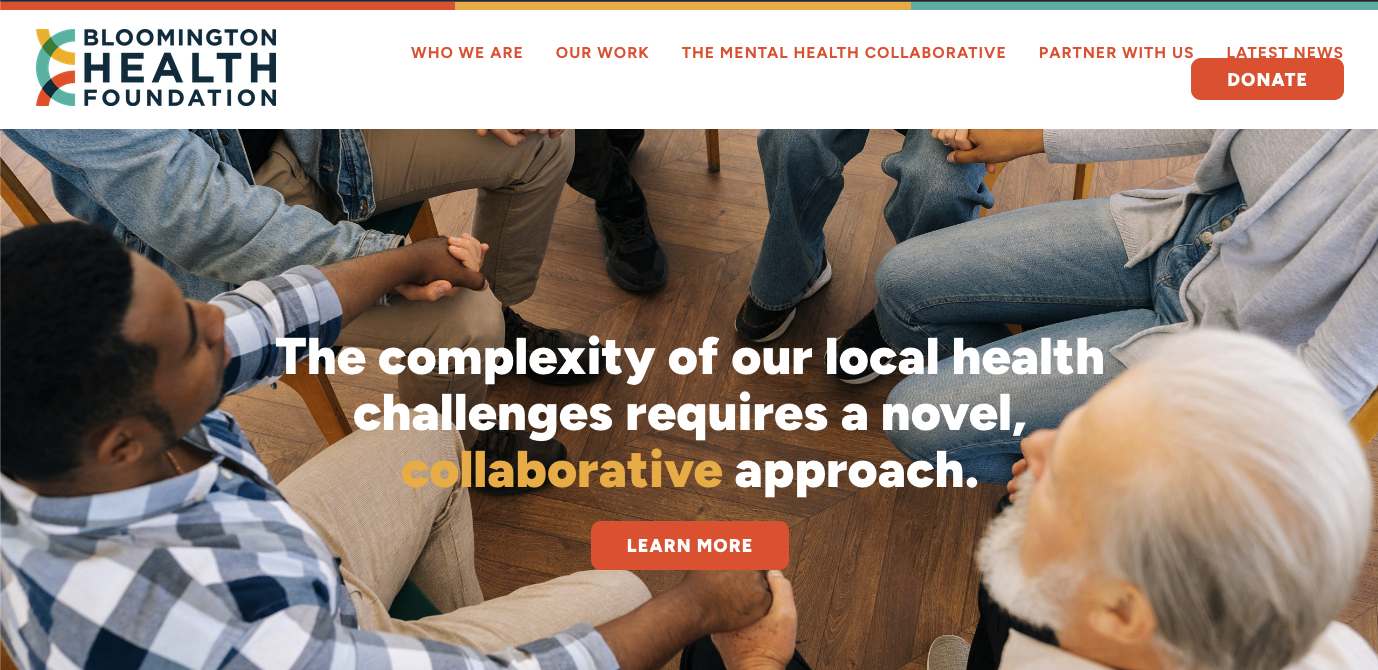 BLOOMINGTON
HEALTH
FOUNDATION
WHO WE ARE OUR WORK THE MENTAL HEALTH COLLABORATIVE PARTNER WITH US LATEST NEWS
DONATE
The complexity of our local health
challenges requires a novel,
collaborative approach.
LEARN MORE